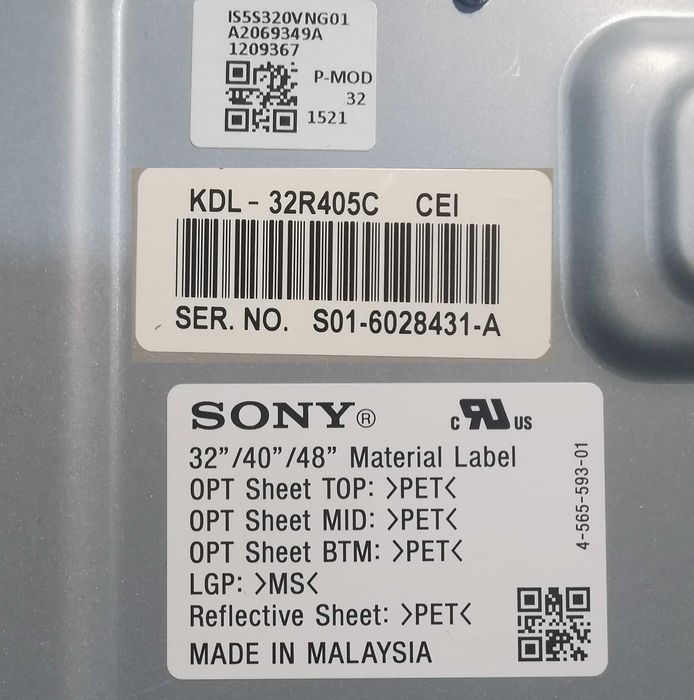 IS5S320VNG01
A2069349A
1209367
P-MOD
32
1521
KDL - 32R405C CEI
SER. NO. S01-6028431-A
SONY® c RU US
32”/40”/48” Material Label
OPT Sheet TOP: >PET<
OPT Sheet MID: >PET<
OPT Sheet BTM: >PET<
LGP: >MS<
Reflective Sheet: >PET<
MADE IN MALAYSIA
4-565-593-01